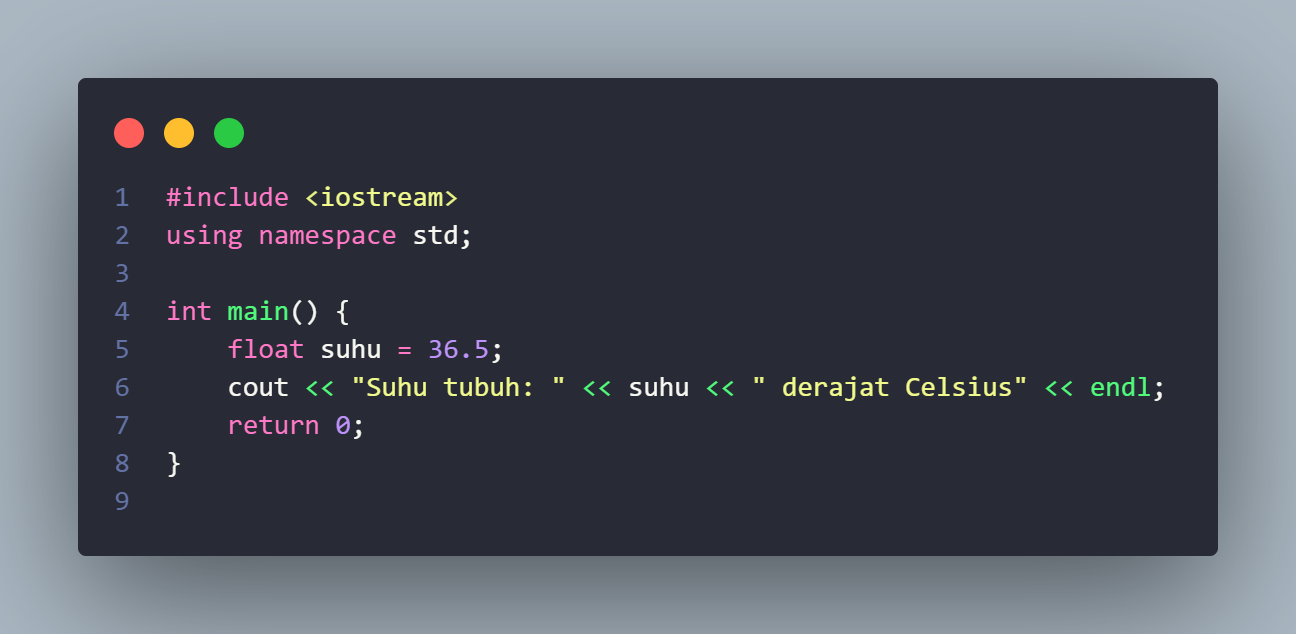 1 #include <iostream>
2 using namespace std;
3
4 int main() {
5     float suhu = 36.5;
6     cout << "Suhu tubuh: " << suhu << " derajat Celsius" << endl;
7     return 0;
8 }
9